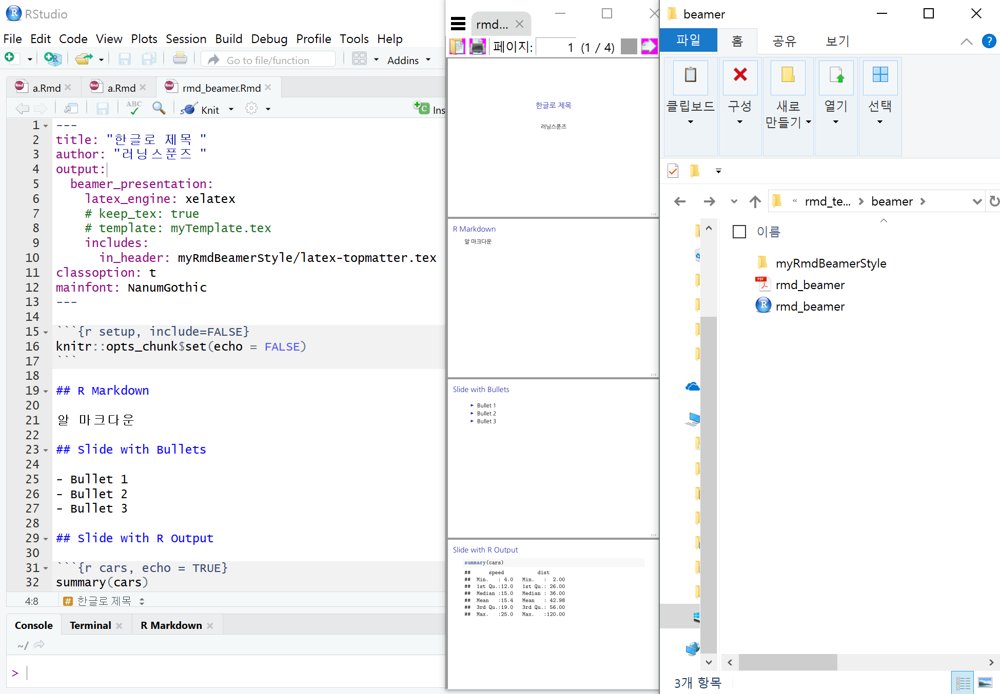 RStudio
File Edit Code View Plots Session Build Debug Profile Tools Help
Go to file/function
Addins
a.Rmd
a.Rmd
rmd_beamer.Rmd
ABC
Knit
Ins
1 ---
2 title: "한글로 제목 "
3 author: "러닝스푼즈 "
4 output:
5 beamer_presentation:
6 latex_engine: xelatex
7 # keep_tex: true
8 # template: myTemplate.tex
9 includes:
10 in_header: myRmdBeamerStyle/latex-topmatter.tex
11 classoption: t
12 mainfont: NanumGothic
13 ---
14
15 ```{r setup, include=FALSE}
16 knitr::opts_chunk$set(echo = FALSE)
17 ```
18
19 ## R Markdown
20
21 알 마크다운
22
23 ## Slide with Bullets
24
25 - Bullet 1
26 - Bullet 2
27 - Bullet 3
28
29 ## Slide with R Output
30
31 ```{r cars, echo = TRUE}
32 summary(cars)
4:8
# 한글로 제목
Console
Terminal
R Markdown
~/
>
rmd...
페이지: 1 (1 / 4)
한글로 제목
러닝스푼즈
1/4
R Markdown
알 마크다운
2/4
Slide with Bullets
Bullet 1
Bullet 2
Bullet 3
3/4
Slide with R Output
summary(cars)
## speed dist
## Min. : 4.0 Min. : 2.00
## 1st Qu.:12.0 1st Qu.: 26.00
## Median :15.0 Median : 36.00
## Mean :15.4 Mean : 42.98
## 3rd Qu.:19.0 3rd Qu.: 56.00
## Max. :25.0 Max. :120.00
beamer
파일 홈 공유 보기
클립보드
구성
새로
만들기
열기
선택
« rmd_te... > beamer >
이름
myRmdBeamerStyle
rmd_beamer
rmd_beamer
3개 항목